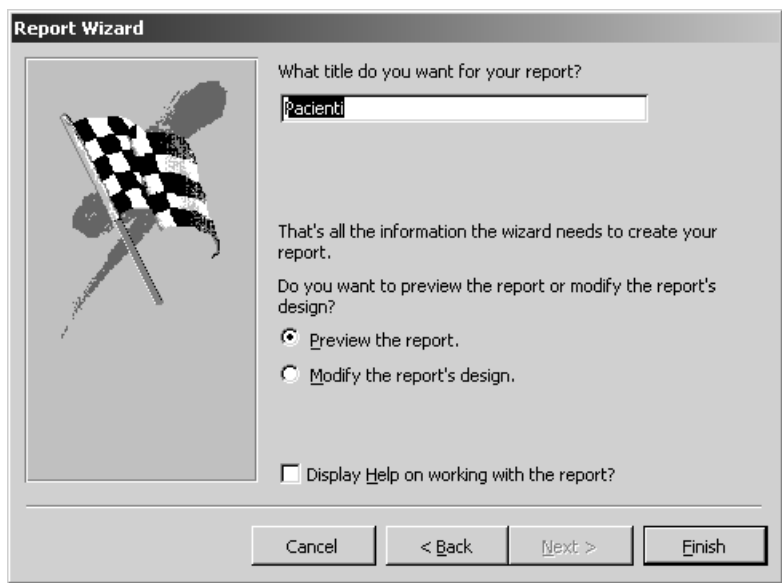 Report Wizard
What title do you want for your report?
Pacienti
That's all the information the wizard needs to create your
report.
Do you want to preview the report or modify the report's
design?
Preview the report.
Modify the report's design.
Display Help on working with the report?
Cancel
< Back
Next >
Finish